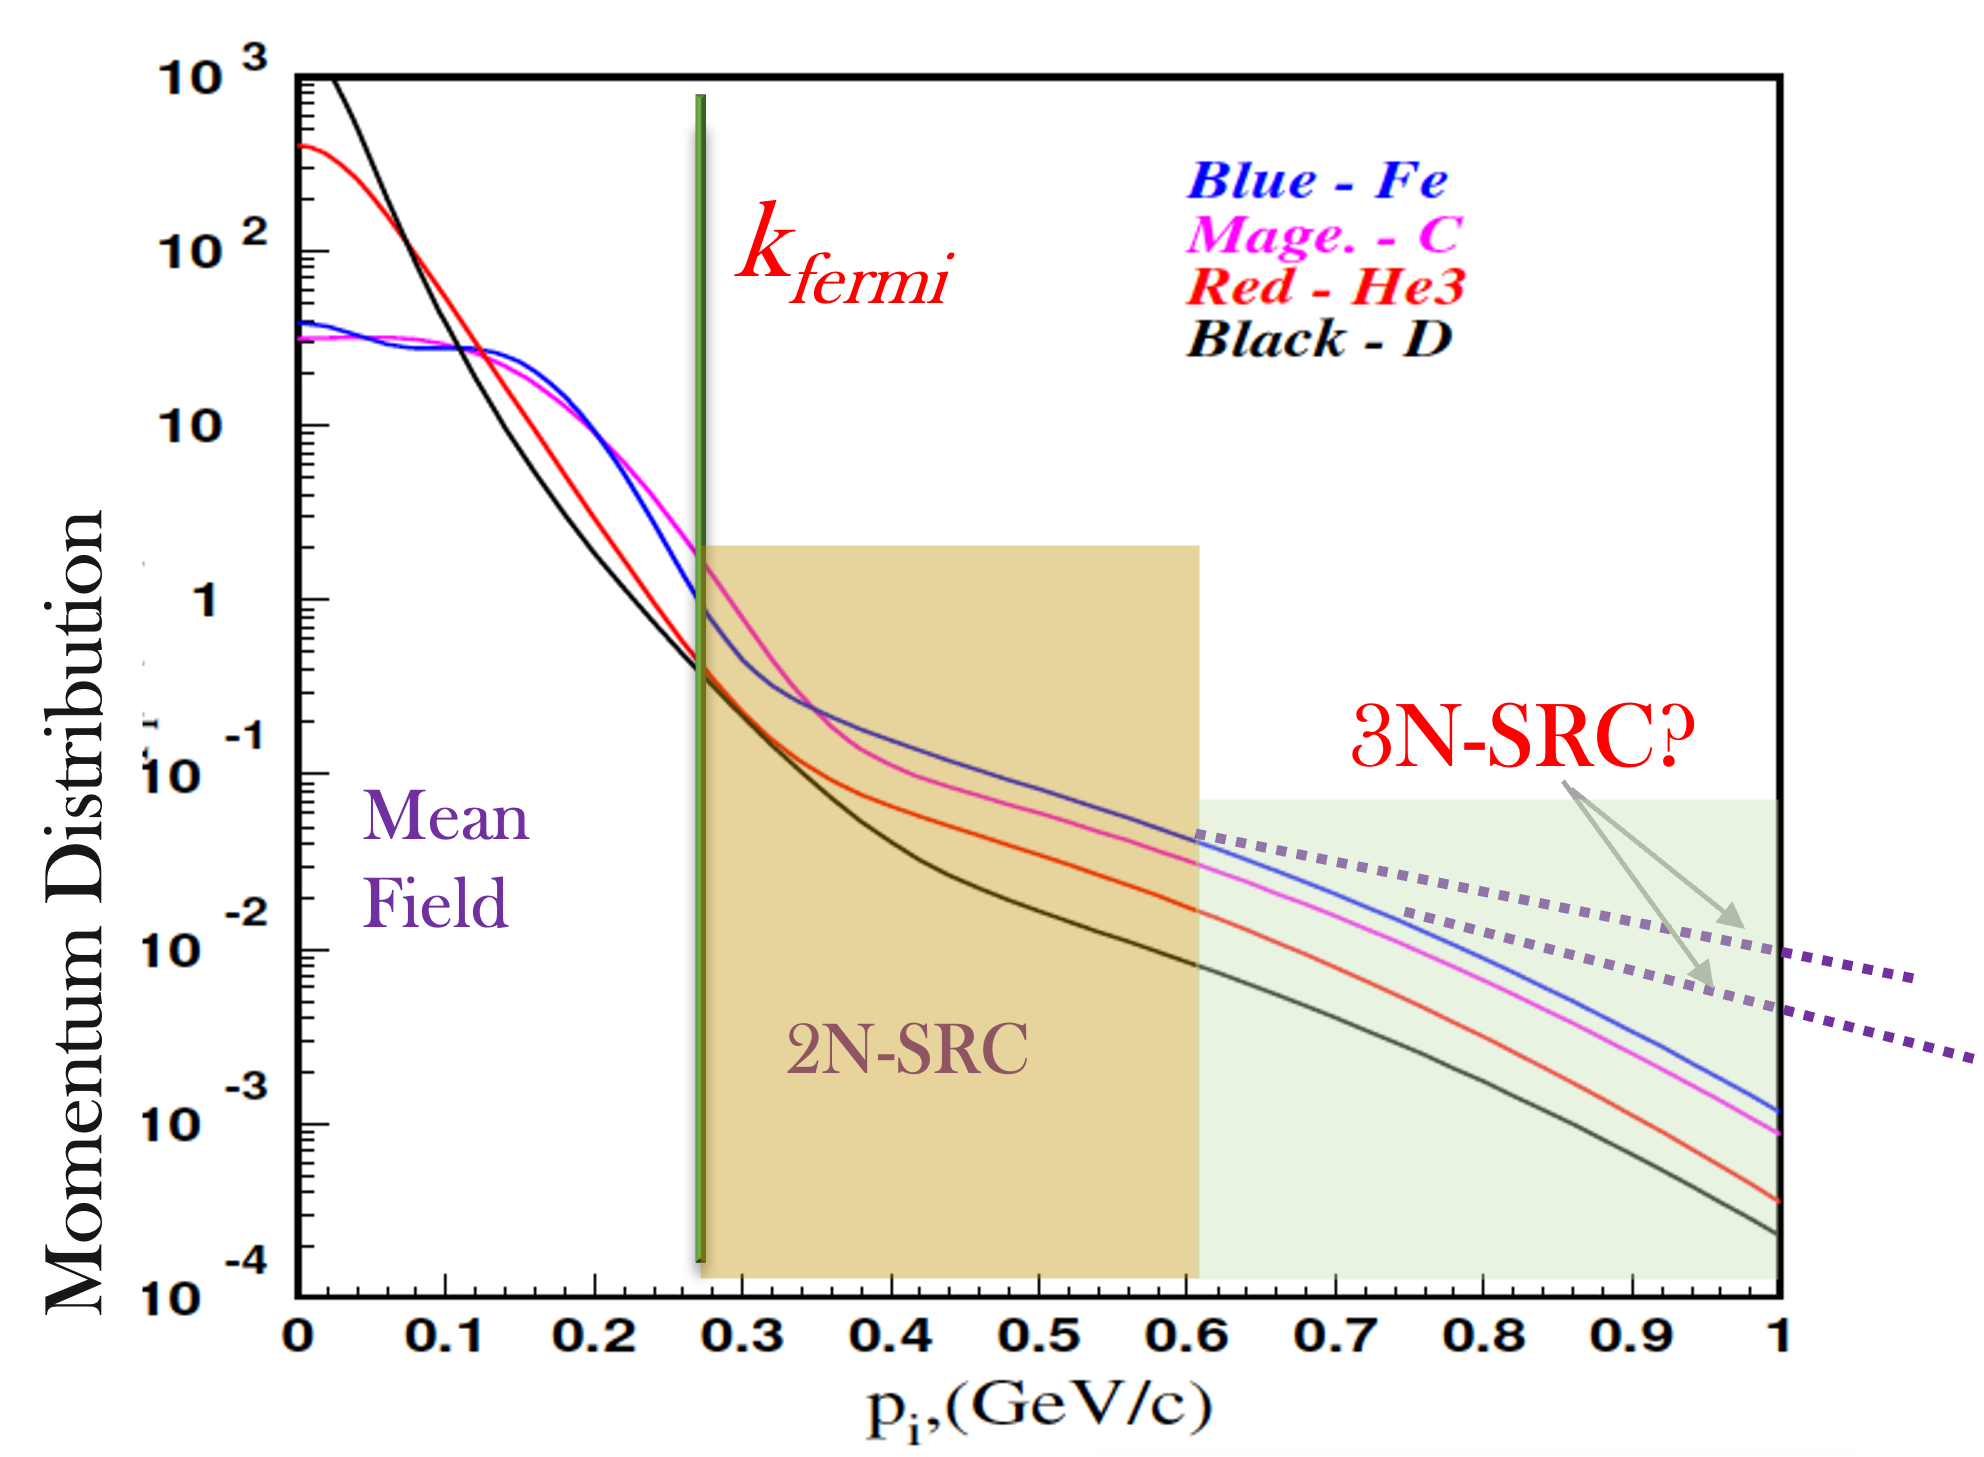 Momentum Distribution
10 3
10 2
10
1
10 -1
10 -2
10 -3
10 -4
kfermi
Blue - Fe
Mage. - C
Red - He3
Black - D
3N-SRC?
Mean
Field
2N-SRC
0 0.1 0.2 0.3 0.4 0.5 0.6 0.7 0.8 0.9 1
pi,(GeV/c)